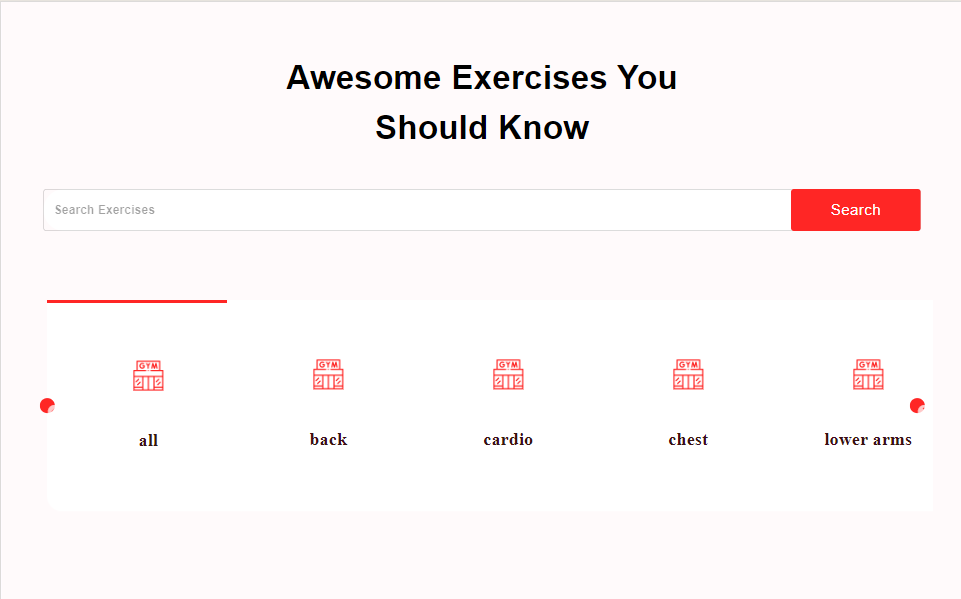 Awesome Exercises You
Should Know
Search Exercises
Search
GYM GYM GYM GYM GYM
all back cardio chest lower arms